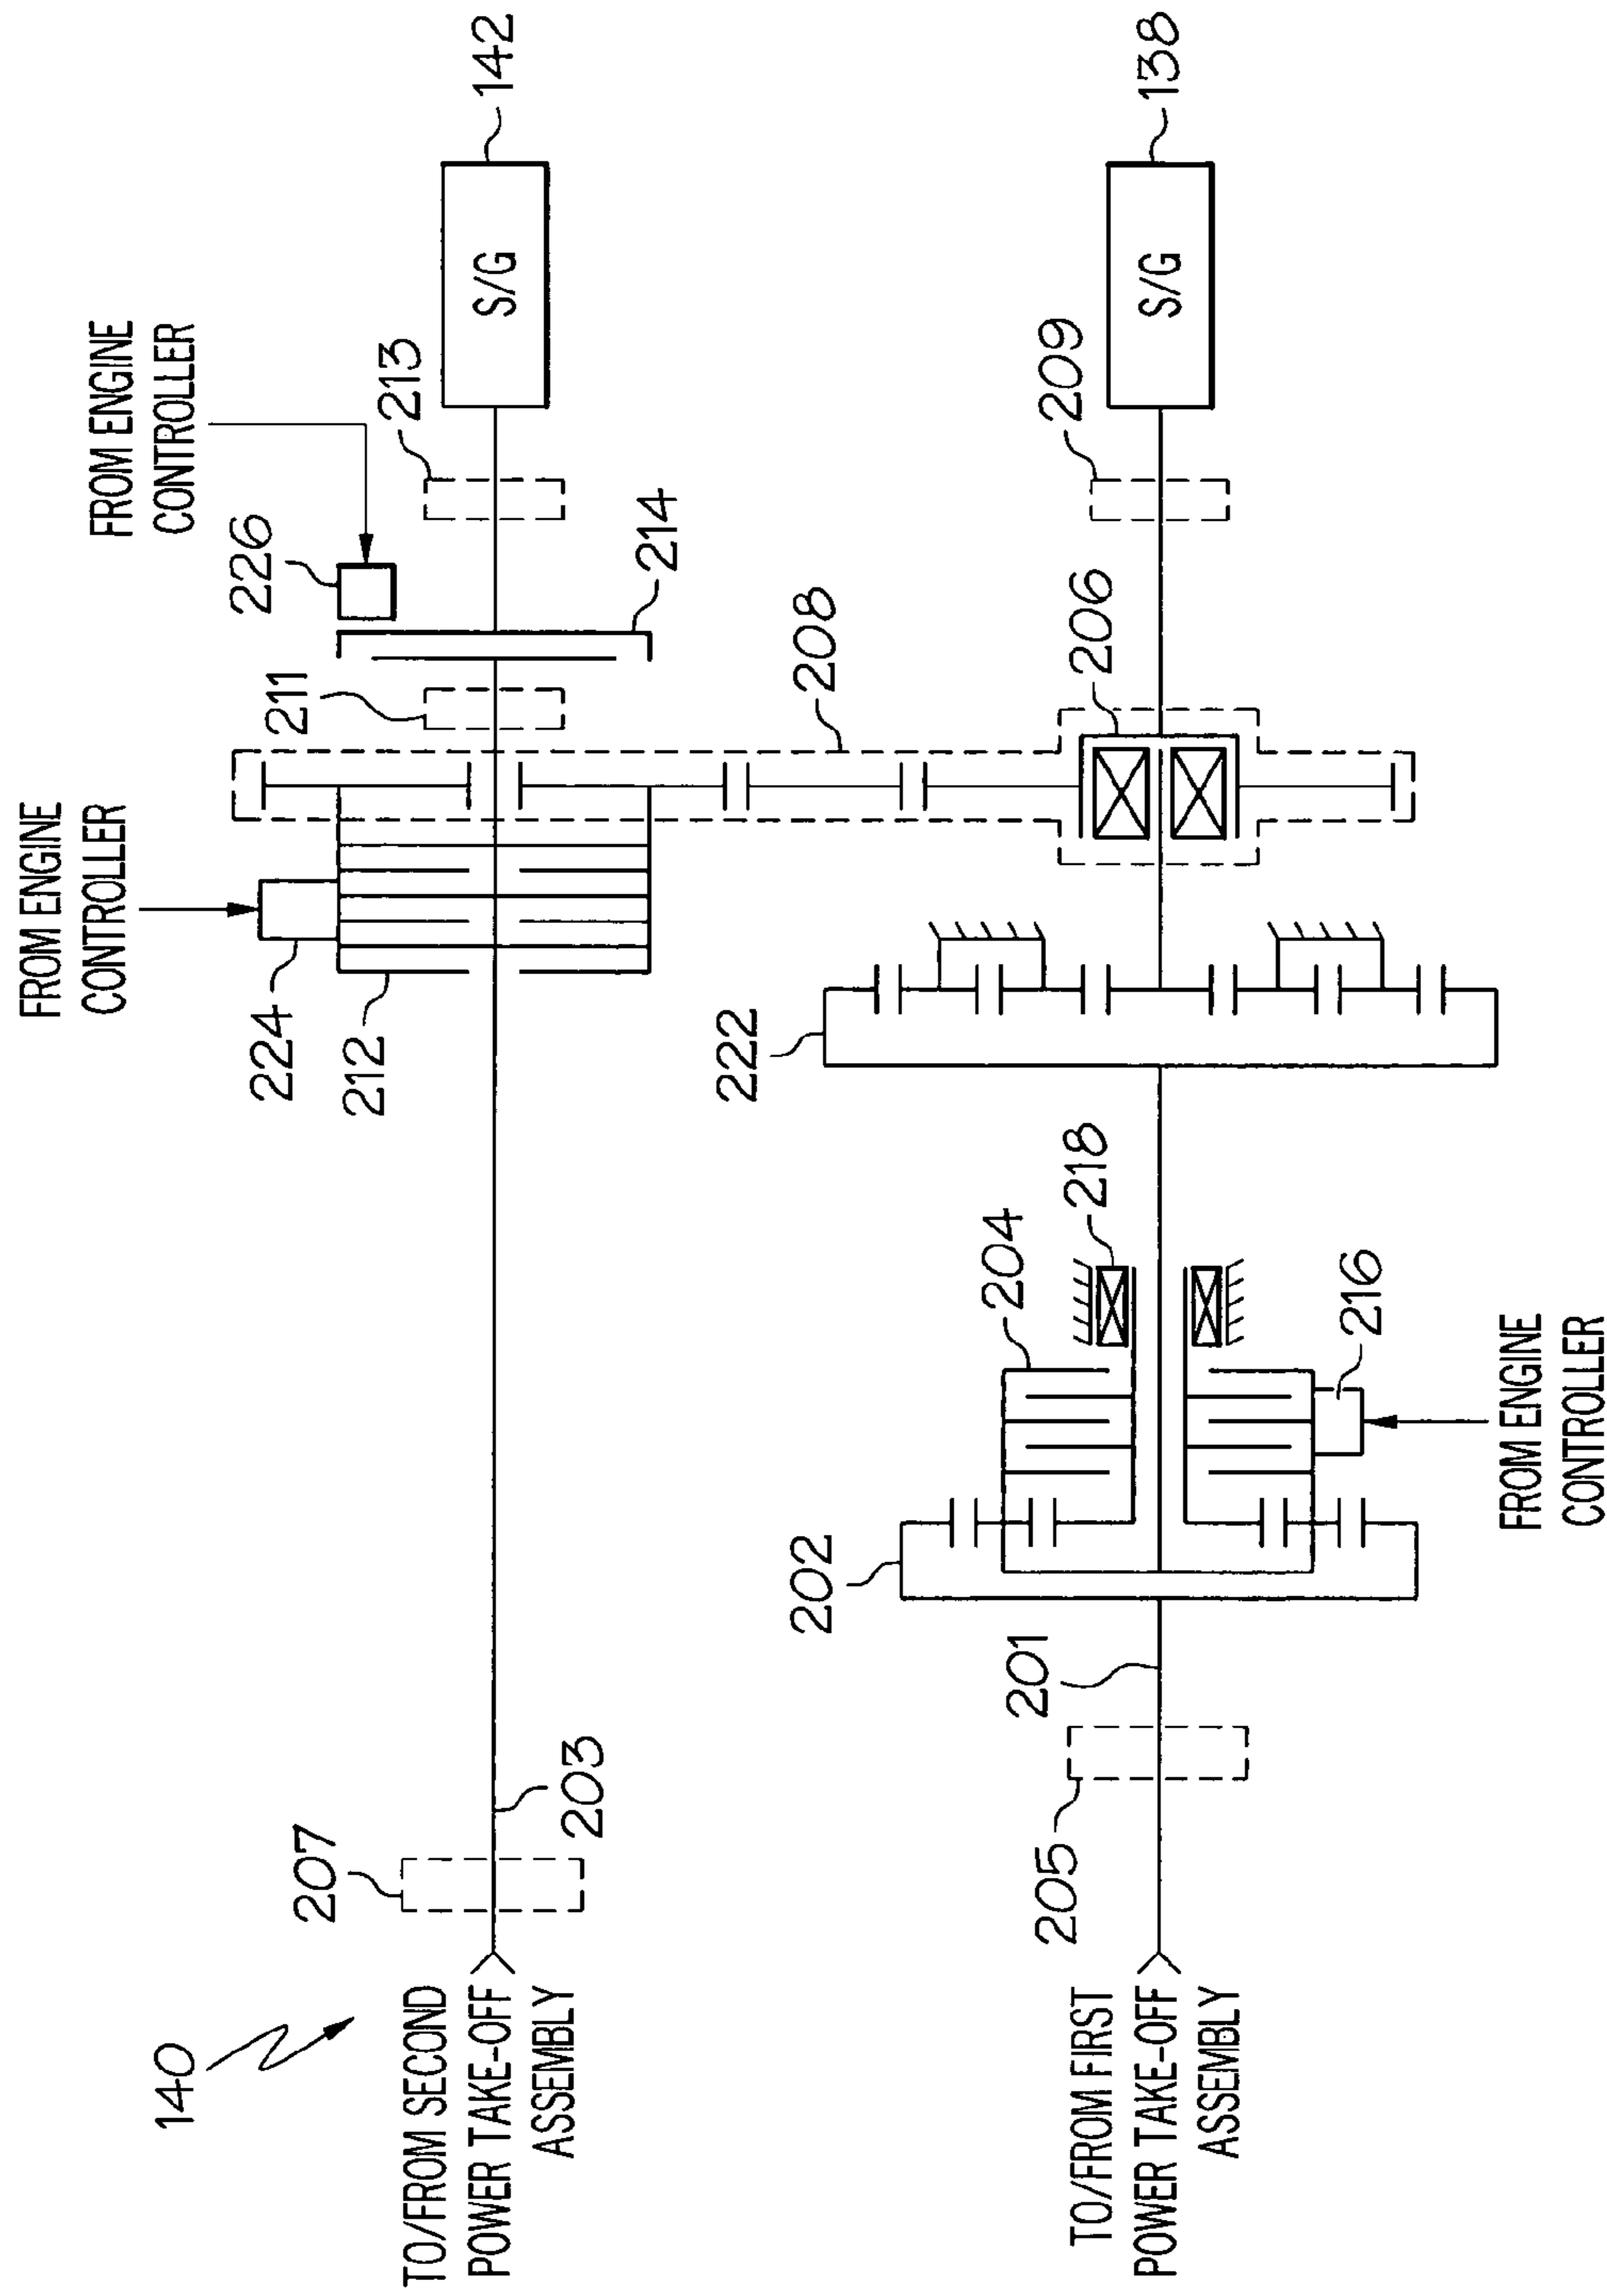 FROM ENGINE
CONTROLLER
FROM ENGINE
CONTROLLER
224
212
211
226
213
142
S/G
214
208
140
207
203
TO/FROM SECOND
POWER TAKE-OFF
ASSEMBLY
222
206
209
138
S/G
218
204
202
201
205
216
TO/FROM FIRST
POWER TAKE-OFF
ASSEMBLY
FROM ENGINE
CONTROLLER